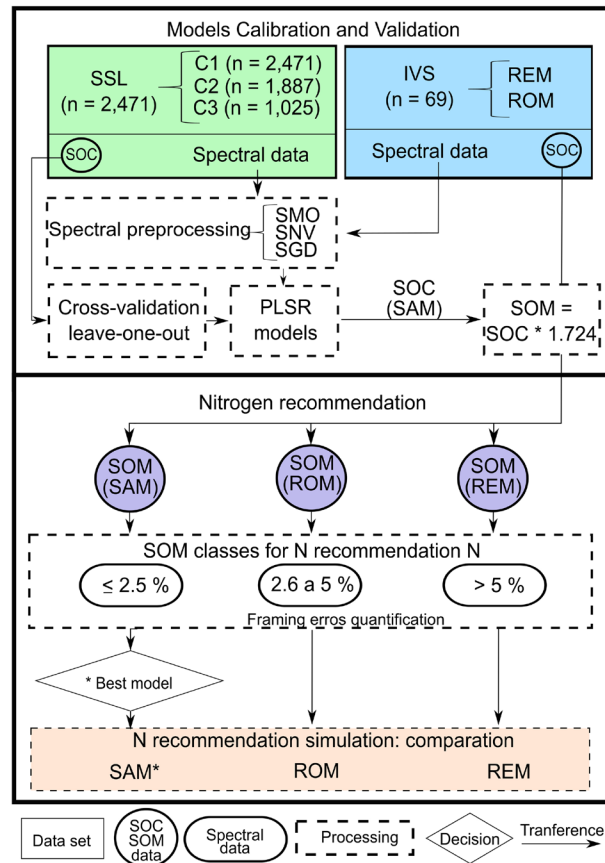 Models Calibration and Validation
SSL
(n = 2,471)
C1 (n = 2,471)
C2 (n = 1,887)
C3 (n = 1,025)
SOC
Spectral data
IVS
(n = 69)
REM
ROM
Spectral data
SOC
Spectral preprocessing
SMO
SNV
SGD
Cross-validation
leave-one-out
PLSR
models
SOC
(SAM)
SOM =
SOC * 1.724
Nitrogen recommendation
SOM
(SAM)
SOM
(ROM)
SOM
(REM)
SOM classes for N recommendation N
≤ 2.5 %
2.6 a 5 %
> 5 %
Framing erros quantification
* Best model
N recommendation simulation: comparation
SAM*
ROM
REM
Data set
SOC
SOM
data
Spectral
data
Processing
Decision
Tranference